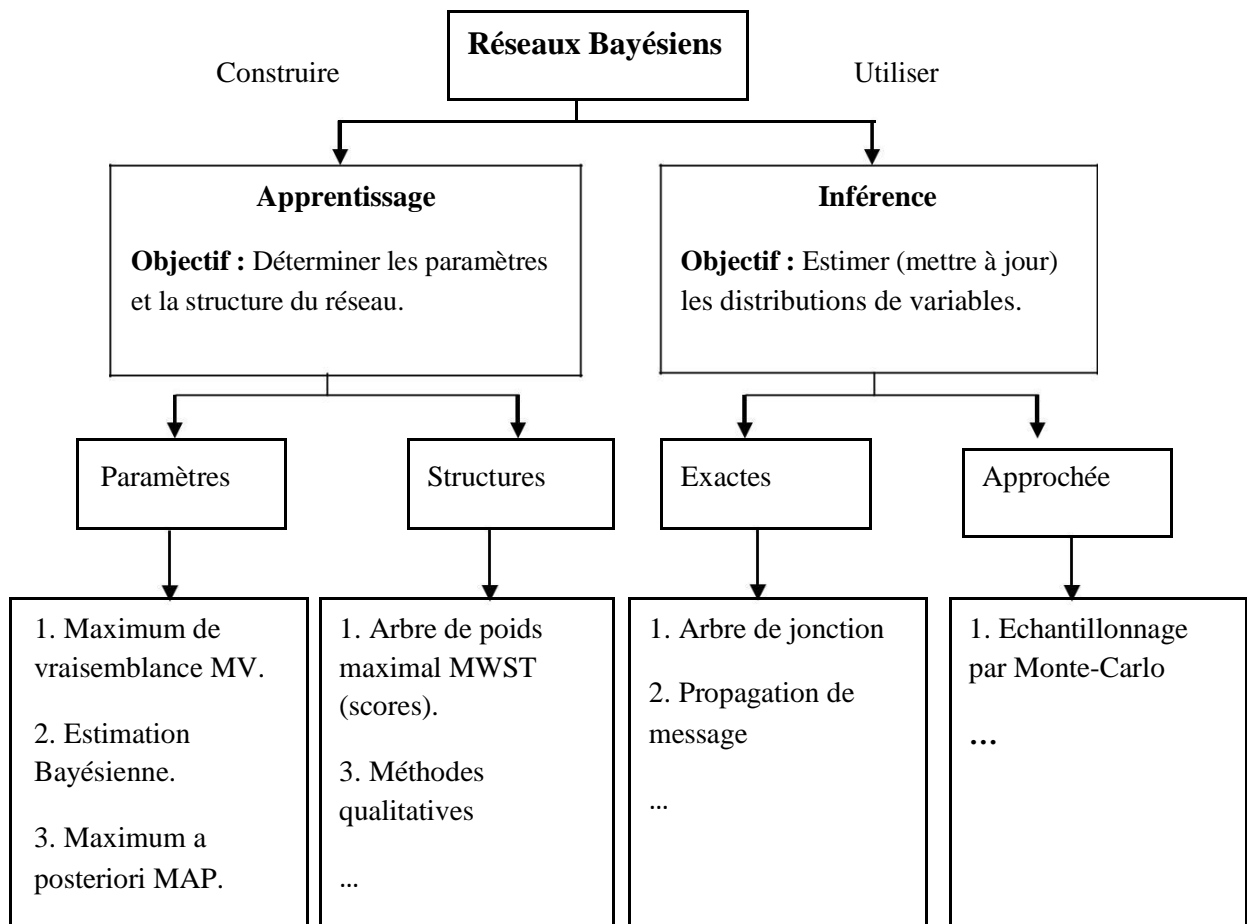 Réseaux Bayésiens
Construire
Utiliser
Apprentissage
Objectif : Déterminer les paramètres
et la structure du réseau.
Inférence
Objectif : Estimer (mettre à jour)
les distributions de variables.
Paramètres
Structures
Exactes
Approchée
1. Maximum de
vraisemblance MV.
2. Estimation
Bayésienne.
3. Maximum a
posteriori MAP.
1. Arbre de poids
maximal MWST
(scores).
3. Méthodes
qualitatives
...
1. Arbre de jonction
2. Propagation de
message
...
1. Echantillonnage
par Monte-Carlo
...